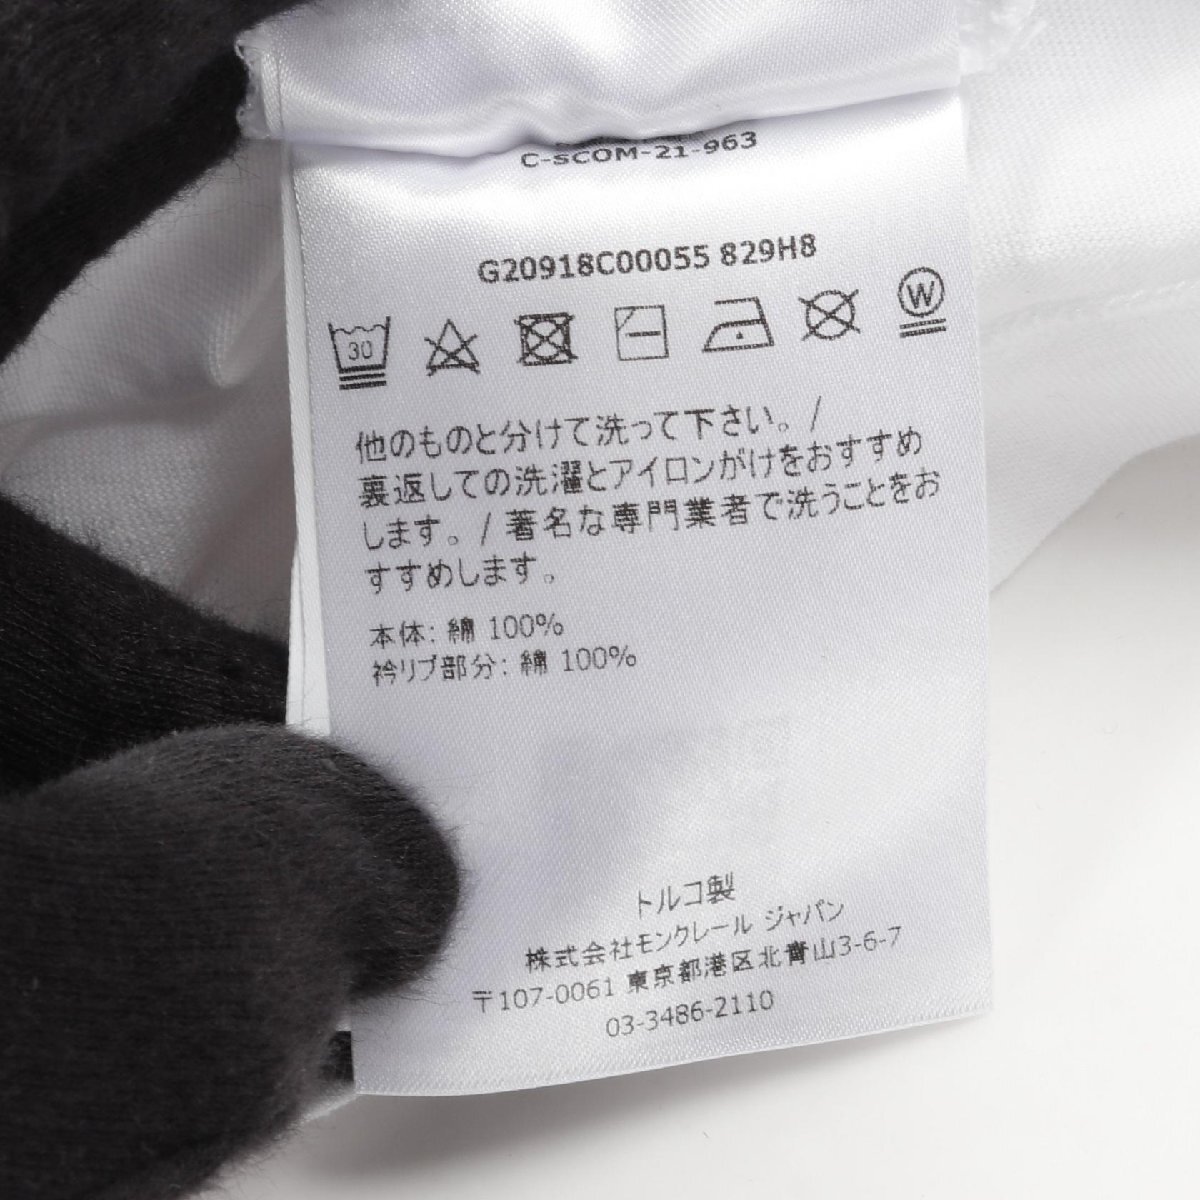 C-SCOM-21-963
G20918C00055 829H8
30
W
他のものと分けて洗って下さい。/
裏返しての洗濯とアイロンがけをおすすめ
します。/ 著名な専門業者で洗うことをお
すすめします。
本体: 綿 100%
衿リブ部分: 綿 100%
トルコ製
株式会社モンクレール ジャパン
〒107-0061 東京都港区北青山3-6-7
03-3486-2110